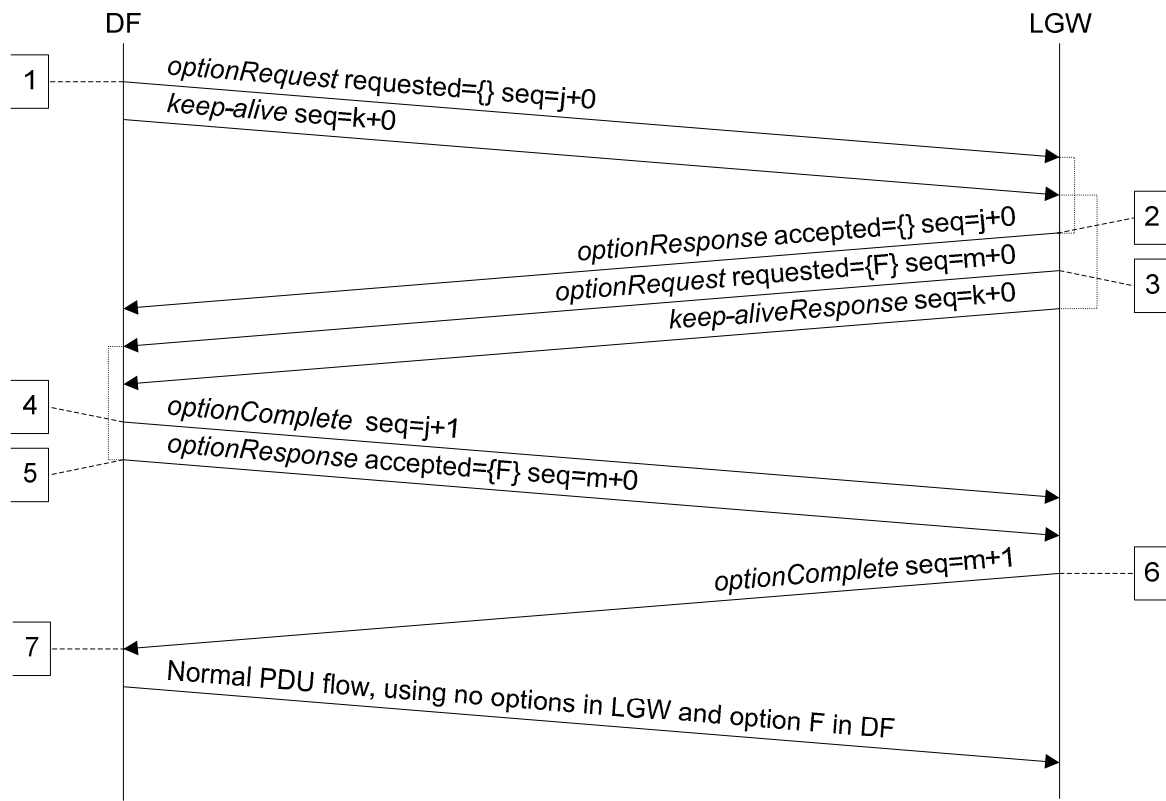 DF LGW
1
optionRequest requested={} seq=j+0
keep-alive seq=k+0
optionResponse accepted={} seq=j+0
2
optionRequest requested={F} seq=m+0
3
keep-aliveResponse seq=k+0
4
optionComplete seq=j+1
optionResponse accepted={F} seq=m+0
5
optionComplete seq=m+1
6
7
Normal PDU flow, using no options in LGW and option F in DF